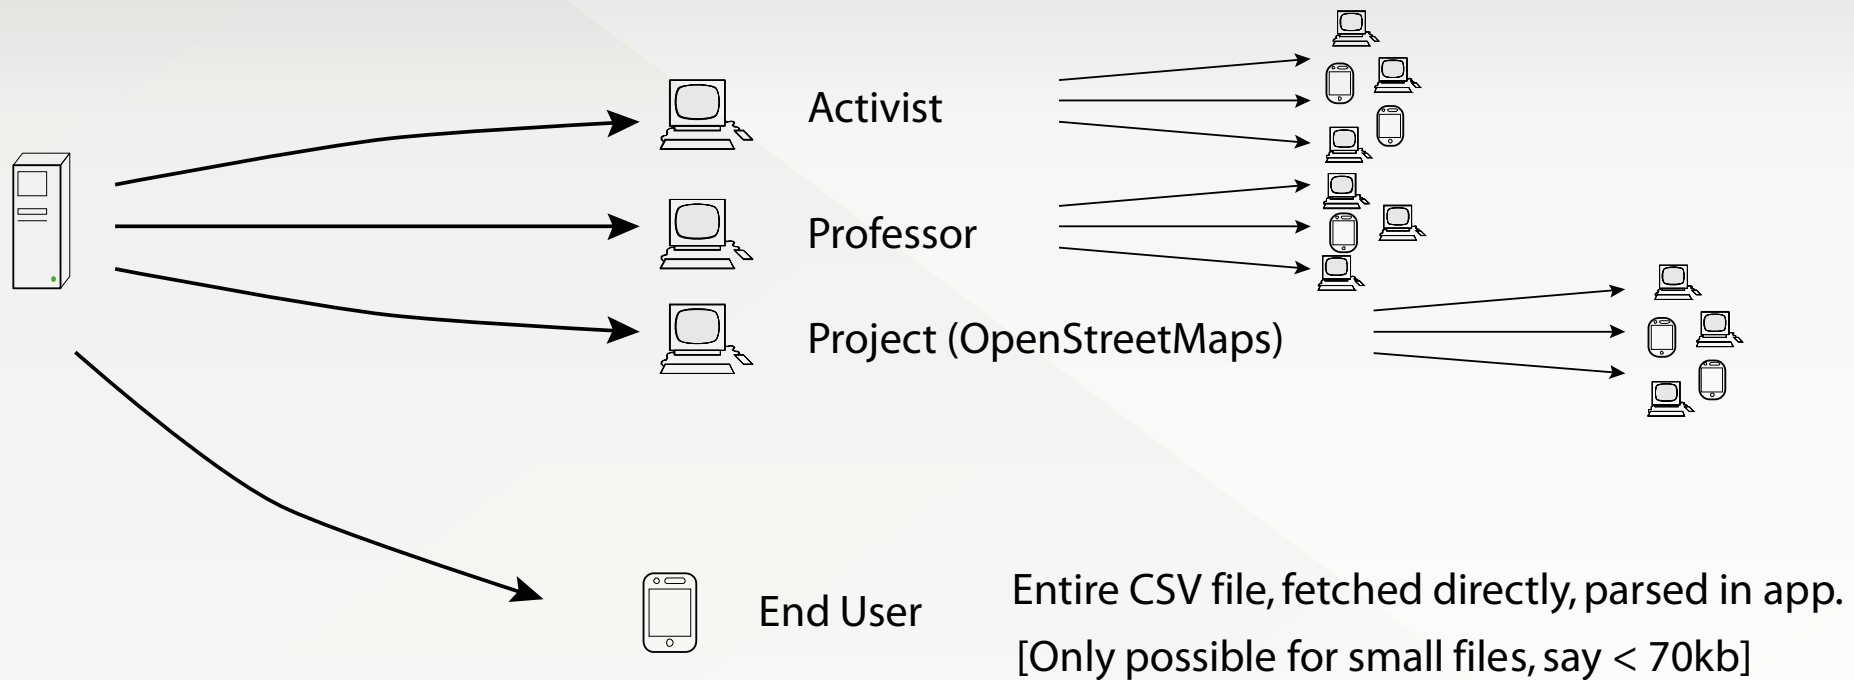 Activist
Professor
Project (OpenStreetMaps)
End User
Entire CSV file, fetched directly, parsed in app.
[Only possible for small files, say < 70kb]